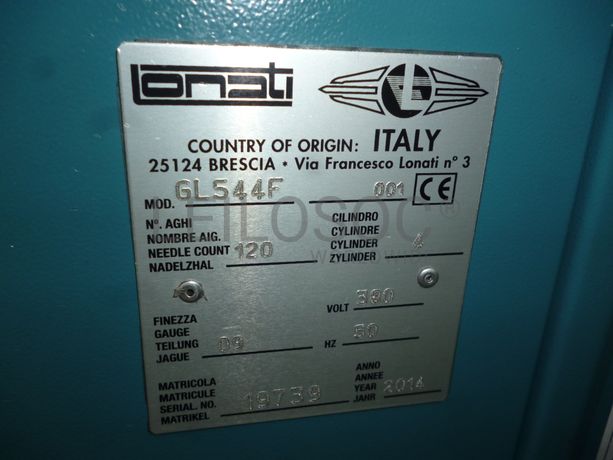 Lonati
LG
COUNTRY OF ORIGIN: ITALY
25124 BRESCIA • Via Francesco Lonati n° 3
MOD. GL544F 001 CE
N°. AGHI
NOMBRE AIG.
NEEDLE COUNT 120
NADELZHAL
CILINDRO
CYLINDRE
CYLINDER 4
ZYLINDER
FILOSOC®
FINEZZA
GAUGE
TEILUNG 09
JAGUE
VOLT 380
HZ 50
MATRICOLA
MATRICULE
SERIAL. NO. 19739
MATRIKEL
ANNO
ANNEE
YEAR 2014
JAHR